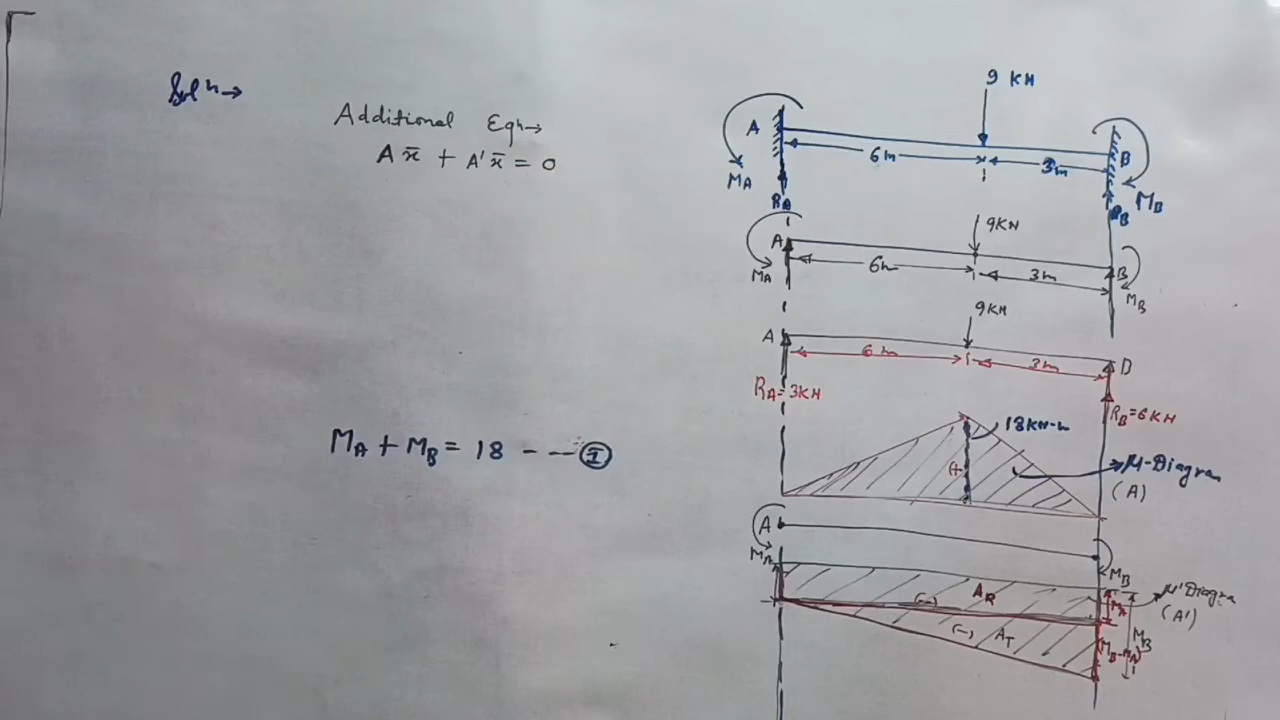 Solⁿ→
Additional Eqn→
A x̄ + A' x̄ = 0
MA + MB = 18 - -- I
9 KN
A
6m
3m
B
MA
RA
RB
MB
9KN
A
6m
3m
B
MA
MB
9KN
A
6m
3m
B
RA=3KN
RB=6KN
18KN-m
(+)
μ-Diagram
(A)
A
MA
MB
AR
(-)
MA
μ'Diagram
(A')
(-) AT
MB
(MB-MA)